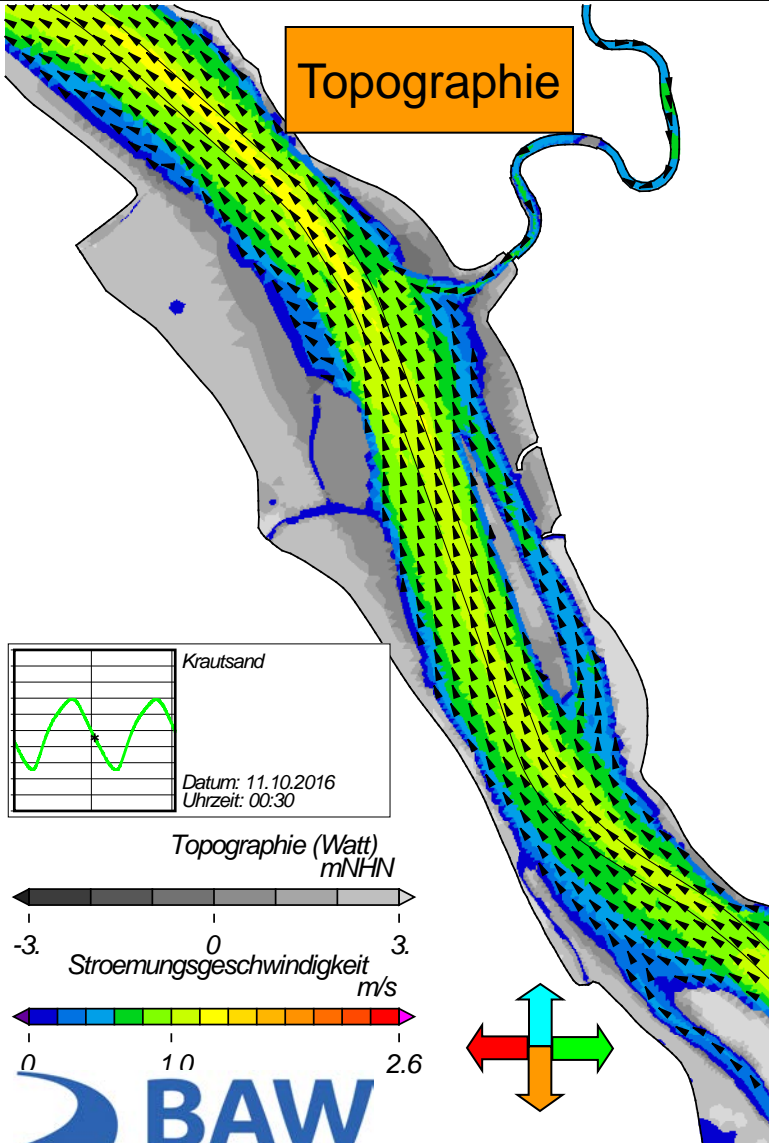 Topographie
Krautsand
Datum: 11.10.2016
Uhrzeit: 00:30
Topographie (Watt)
mNHN
-3. 0 3.
Stroemungsgeschwindigkeit
m/s
0 1.0 2.6
BAW